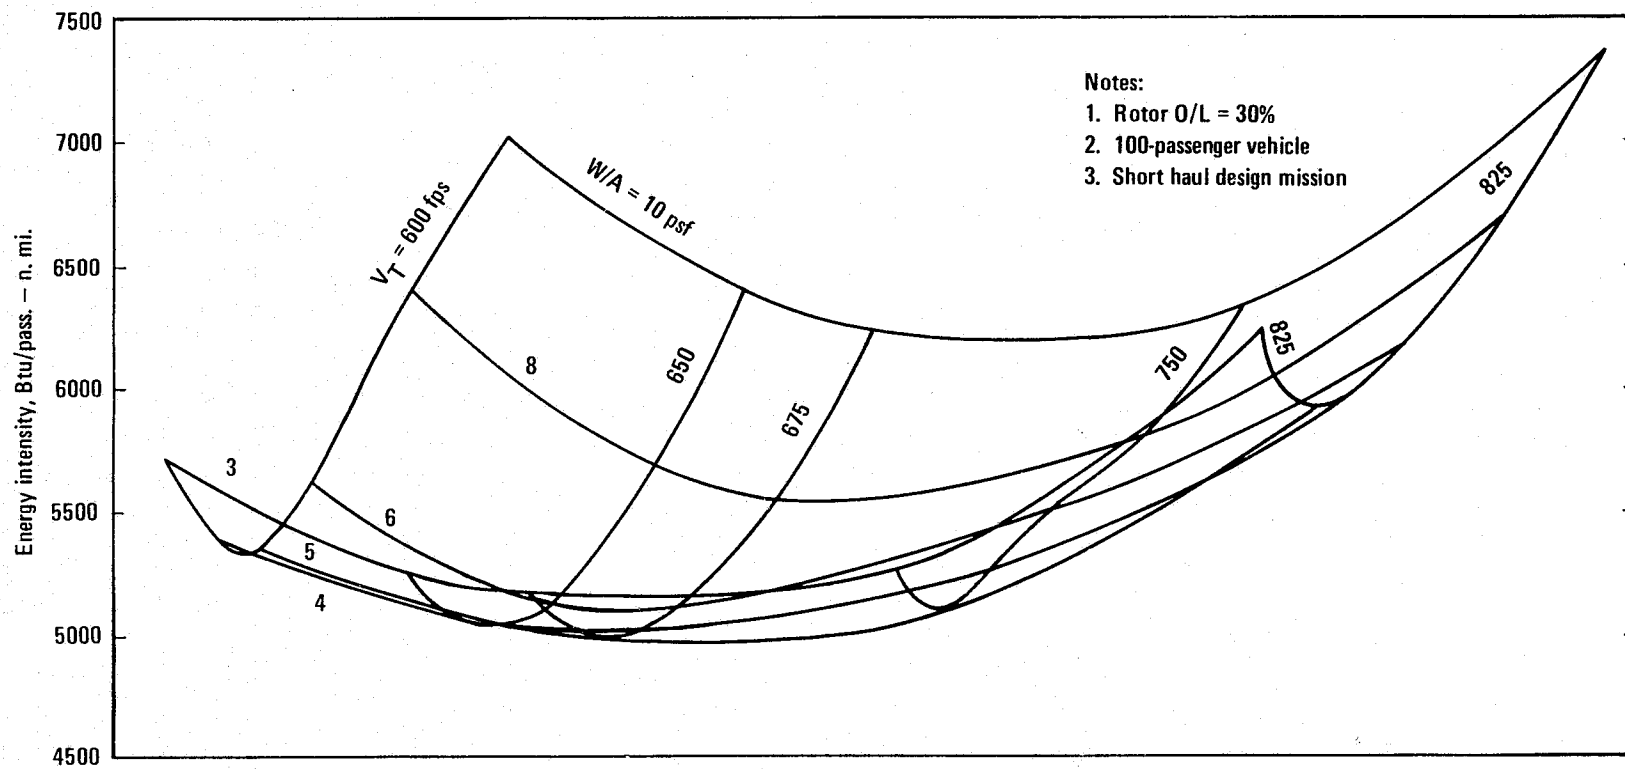 7500
7000
6500
6000
5500
5000
4500
Energy intensity, Btu/pass. — n. mi.
Notes:
1. Rotor O/L = 30%
2. 100-passenger vehicle
3. Short haul design mission
V_T = 600 fps
W/A = 10 psf
825
8
650
675
750
825
3
6
5
4